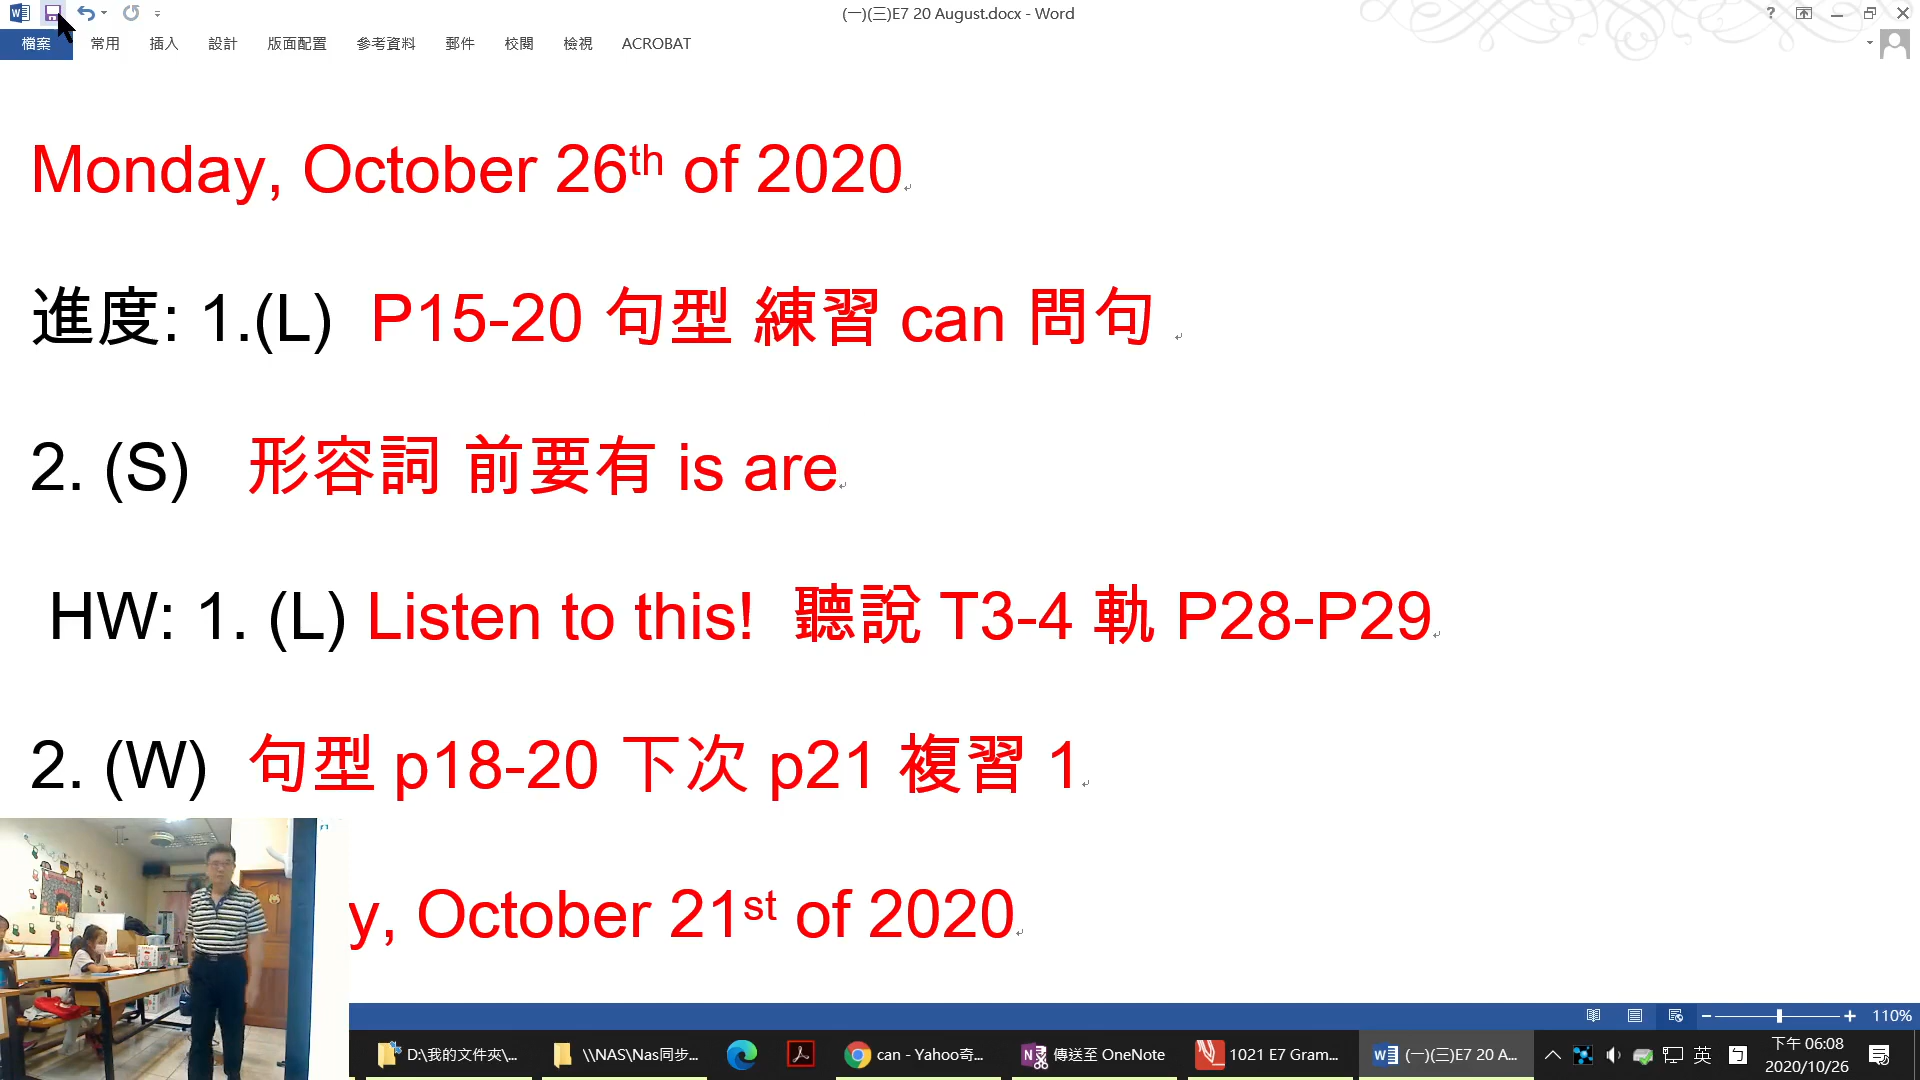 (一)(三)E7 20 August.docx - Word
檔案 常用 插入 設計 版面配置 參考資料 郵件 校閱 檢視 ACROBAT
Monday, October 26th of 2020
進度: 1.(L) P15-20 句型 練習 can 問句
2. (S) 形容詞 前要有 is are
HW: 1. (L) Listen to this! 聽說 T3-4 軌 P28-P29
2. (W) 句型 p18-20 下次 p21 複習 1
y, October 21st of 2020
110%
D:\我的文件夾\... \\NAS\Nas同步... can - Yahoo奇... 傳送至 OneNote 1021 E7 Gram... (一)(三)E7 20 A... 英 下午 06:08
2020/10/26